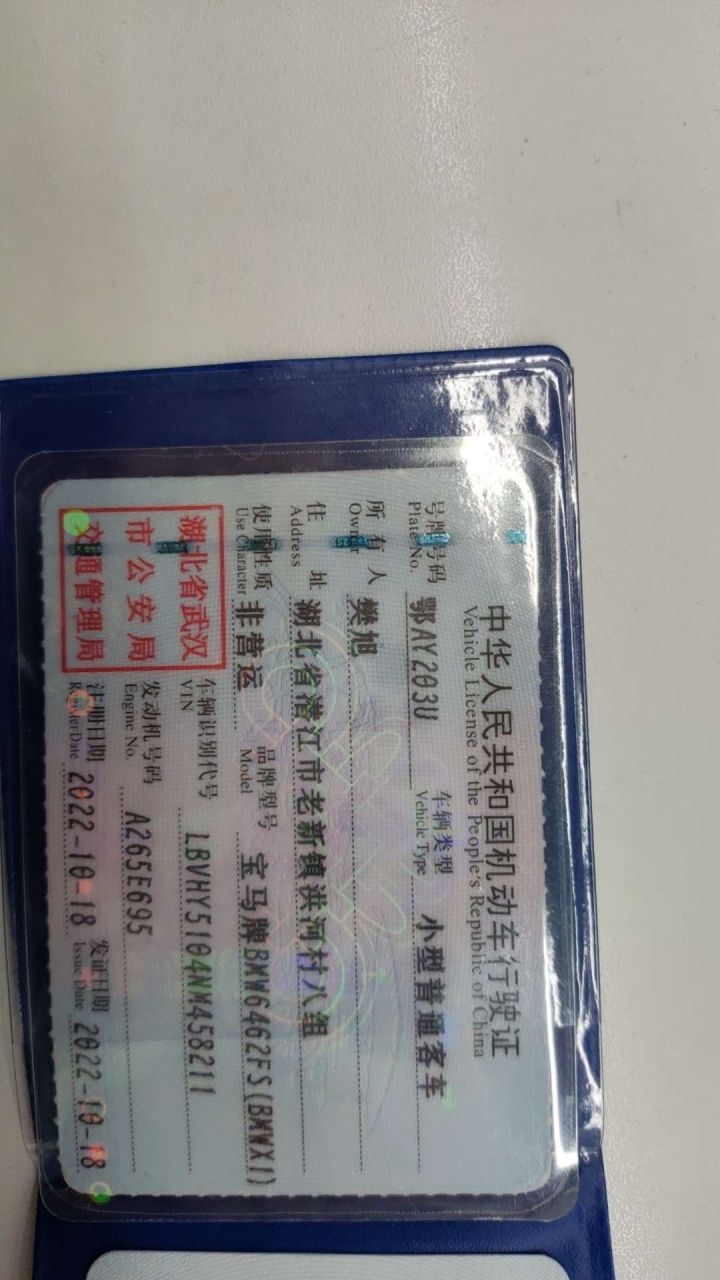 中华人民共和国机动车行驶证
Vehicle License of the People's Republic of China
号牌号码 鄂AY203U 车辆类型 小型普通客车
Plate No. Vehicle Type
所有人 樊旭
Owner
住址 湖北省潜江市老新镇洪河村八组
Address
使用性质 非营运 品牌型号 宝马牌BMW6462FS(BMWX1)
Use Character Model
湖北省武汉
市公安局
交通管理局
车辆识别代号 LBVHY5104NM458211
VIN
发动机号码 A265E695
Engine No.
注册日期 2022-10-18 发证日期 2022-10-18
Register Date Issue Date